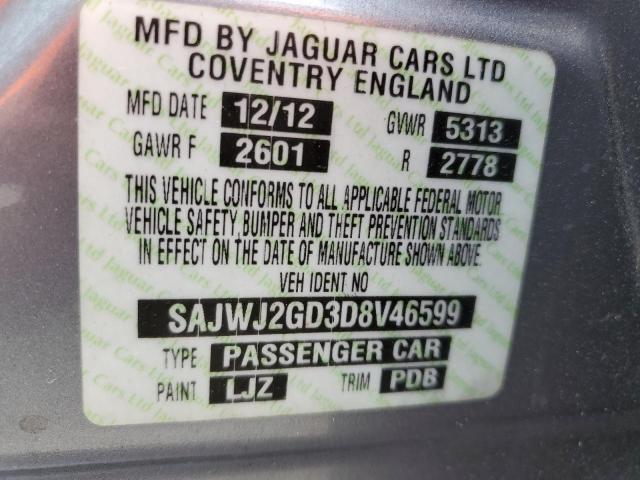 MFD BY JAGUAR CARS LTD
COVENTRY ENGLAND
MFD DATE 12/12 GVWR 5313
GAWR F 2601 R 2778
THIS VEHICLE CONFORMS TO ALL APPLICABLE FEDERAL MOTOR
VEHICLE SAFETY, BUMPER AND THEFT PREVENTION STANDARDS
IN EFFECT ON THE DATE OF MANUFACTURE SHOWN ABOVE.
VEH IDENT NO
SAJWJ2GD3D8V46599
TYPE PASSENGER CAR
PAINT LJZ TRIM PDB